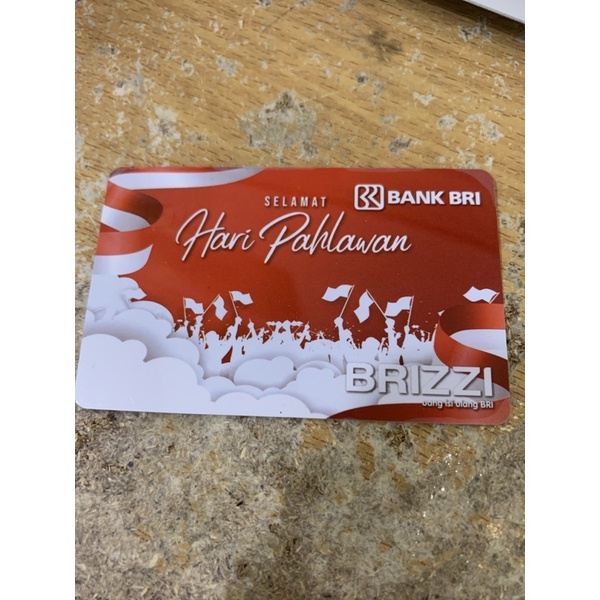 SELAMAT
BANK BRI
Hari Pahlawan
BRIZZI
uang isi ulang BRI